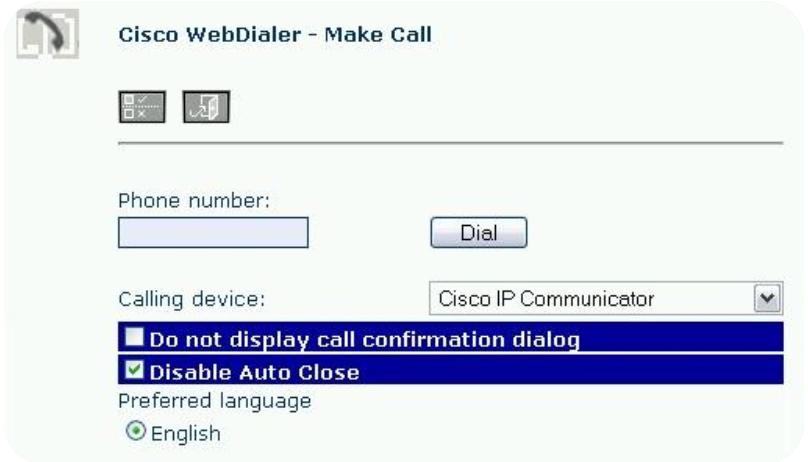 Cisco WebDialer - Make Call
Phone number:
Dial
Calling device:
Cisco IP Communicator
Do not display call confirmation dialog
Disable Auto Close
Preferred language
English